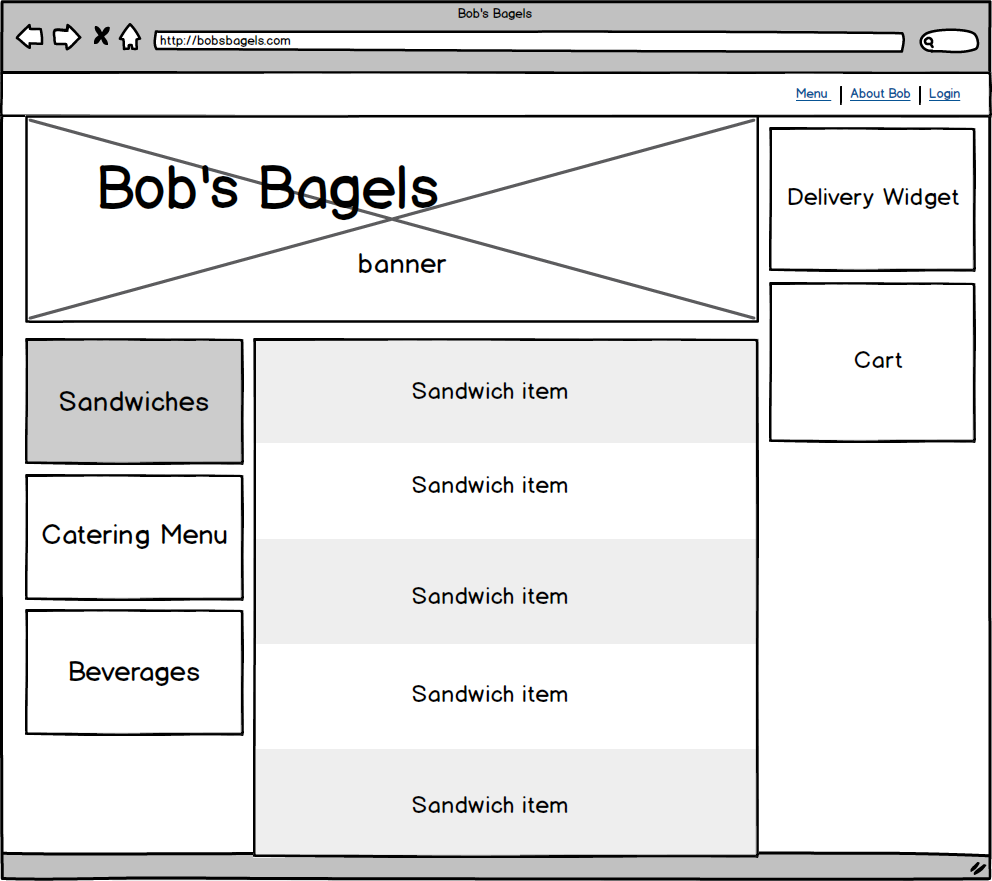 Bob's Bagels
http://bobsbagels.com
Menu | About Bob | Login
Bob's Bagels
banner
Delivery Widget
Cart
Sandwiches
Catering Menu
Beverages
Sandwich item
Sandwich item
Sandwich item
Sandwich item
Sandwich item